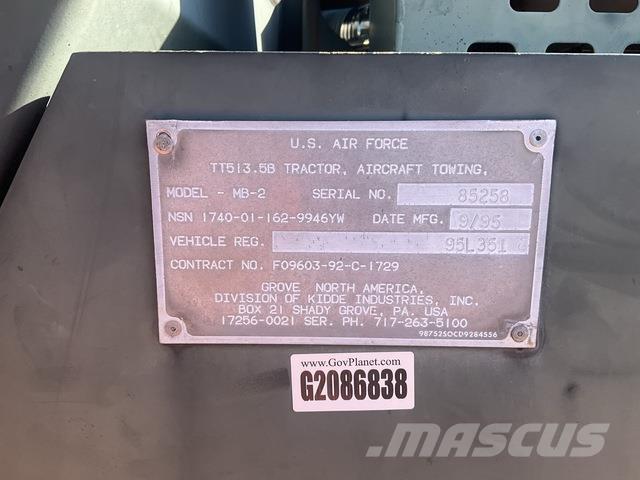 U.S. AIR FORCE
TT513.5B TRACTOR, AIRCRAFT TOWING,
MODEL - MB-2 SERIAL NO. 85258
NSN 1740-01-162-9946YW DATE MFG. 9/95
VEHICLE REG. 95L351
CONTRACT NO. F09603-92-C-1729
GROVE NORTH AMERICA,
DIVISION OF KIDDE INDUSTRIES, INC.
BOX 21 SHADY GROVE, PA. USA
17256-0021 SER. PH. 717-263-5100
98752SOCD9284556
www.GovPlanet.com
G2086838
MASCUS